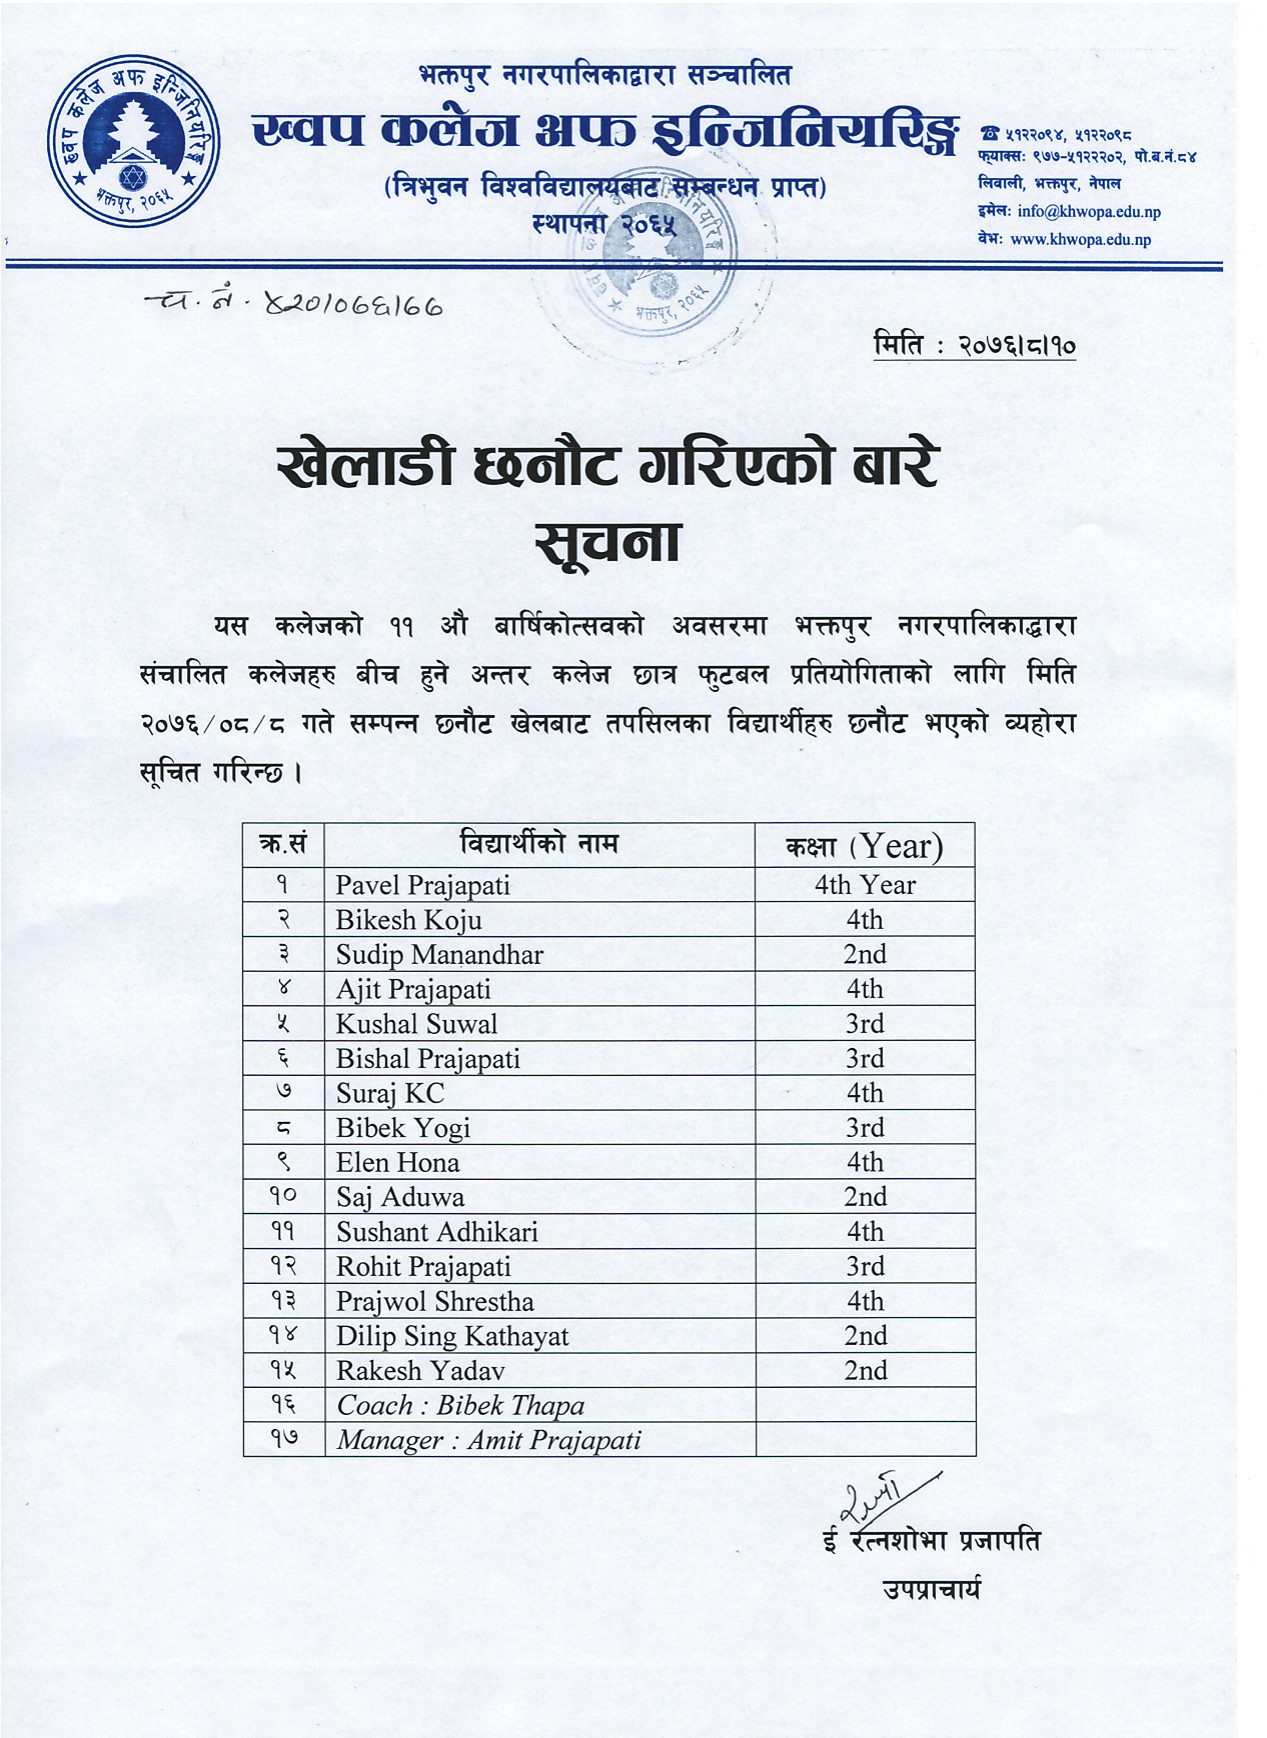 ख्वप कलेज अफ इन्जिनियरिङ्ग
भक्तपुर, २०६५
भक्तपुर नगरपालिकाद्वारा सञ्चालित
ख्वप कलेज अफ इन्जिनियरिङ्ग
(त्रिभुवन विश्वविद्यालयबाट सम्बन्धन प्राप्त)
स्थापना २०६५
☎ ५१२२०९४, ५१२२०९८
फ्याक्सः ९७७-५१२२२०२, पो.ब.नं.८४
लिवाली, भक्तपुर, नेपाल
इमेलः info@khwopa.edu.np
वेभः www.khwopa.edu.np
भक्तपुर, २०६५
च.नं. ४२०/०७६/७७
मिति : २०७६।८।१०
खेलाडी छनौट गरिएको बारे
सूचना
यस कलेजको ११ औ बार्षिकोत्सवको अवसरमा भक्तपुर नगरपालिकाद्धारा
संचालित कलेजहरु बीच हुने अन्तर कलेज छात्र फुटबल प्रतियोगिताको लागि मिति
२०७६/०८/८ गते सम्पन्न छनौट खेलबाट तपसिलका विद्यार्थीहरु छनौट भएको व्यहोरा
सूचित गरिन्छ ।
क्र.सं विद्यार्थीको नाम कक्षा (Year)
१ Pavel Prajapati 4th Year
२ Bikesh Koju 4th
३ Sudip Manandhar 2nd
४ Ajit Prajapati 4th
५ Kushal Suwal 3rd
६ Bishal Prajapati 3rd
७ Suraj KC 4th
८ Bibek Yogi 3rd
९ Elen Hona 4th
१० Saj Aduwa 2nd
११ Sushant Adhikari 4th
१२ Rohit Prajapati 3rd
१३ Prajwol Shrestha 4th
१४ Dilip Sing Kathayat 2nd
१५ Rakesh Yadav 2nd
१६ Coach : Bibek Thapa
१७ Manager : Amit Prajapati
ई रत्नशोभा प्रजापति
उपप्राचार्य